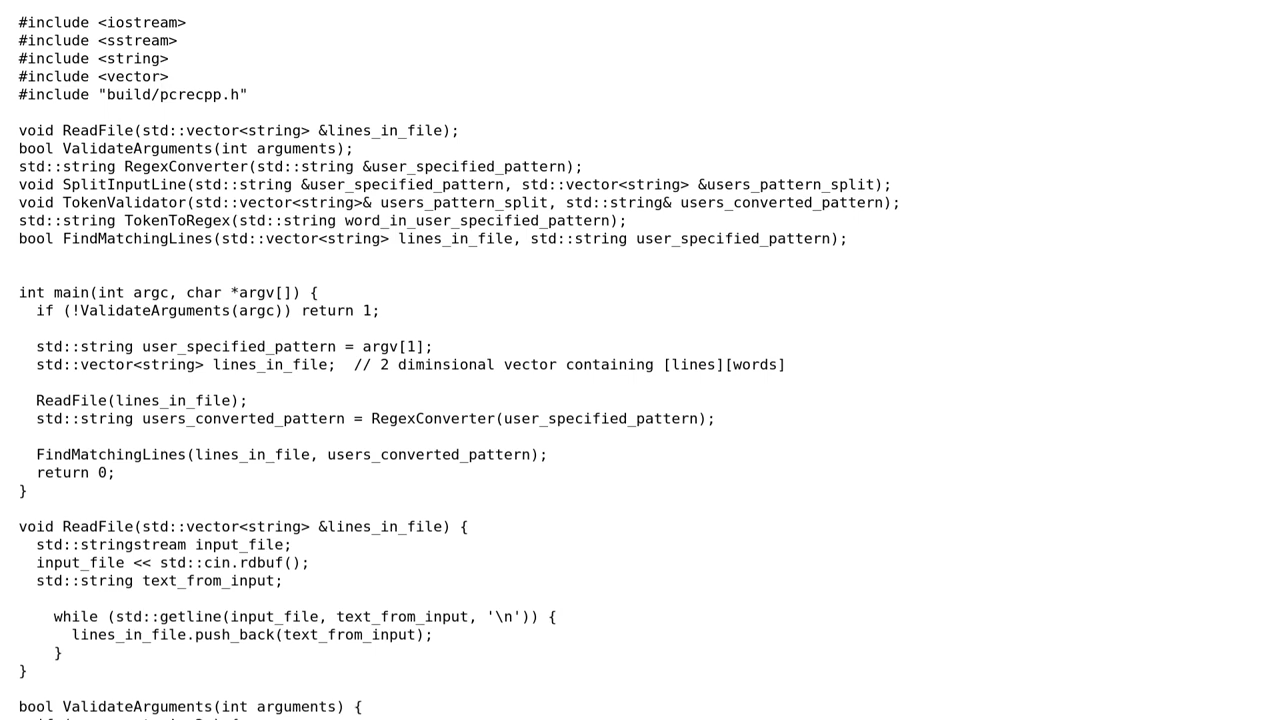 #include <iostream>
#include <sstream>
#include <string>
#include <vector>
#include "build/pcrecpp.h"

void ReadFile(std::vector<string> &lines_in_file);
bool ValidateArguments(int arguments);
std::string RegexConverter(std::string &user_specified_pattern);
void SplitInputLine(std::string &user_specified_pattern, std::vector<string> &users_pattern_split);
void TokenValidator(std::vector<string>& users_pattern_split, std::string& users_converted_pattern);
std::string TokenToRegex(std::string word_in_user_specified_pattern);
bool FindMatchingLines(std::vector<string> lines_in_file, std::string user_specified_pattern);


int main(int argc, char *argv[]) {
  if (!ValidateArguments(argc)) return 1;

  std::string user_specified_pattern = argv[1];
  std::vector<string> lines_in_file;  // 2 diminsional vector containing [lines][words]

  ReadFile(lines_in_file);
  std::string users_converted_pattern = RegexConverter(user_specified_pattern);

  FindMatchingLines(lines_in_file, users_converted_pattern);
  return 0;
}

void ReadFile(std::vector<string> &lines_in_file) {
  std::stringstream input_file;
  input_file << std::cin.rdbuf();
  std::string text_from_input;

    while (std::getline(input_file, text_from_input, '\n')) {
      lines_in_file.push_back(text_from_input);
    }
}

bool ValidateArguments(int arguments) {